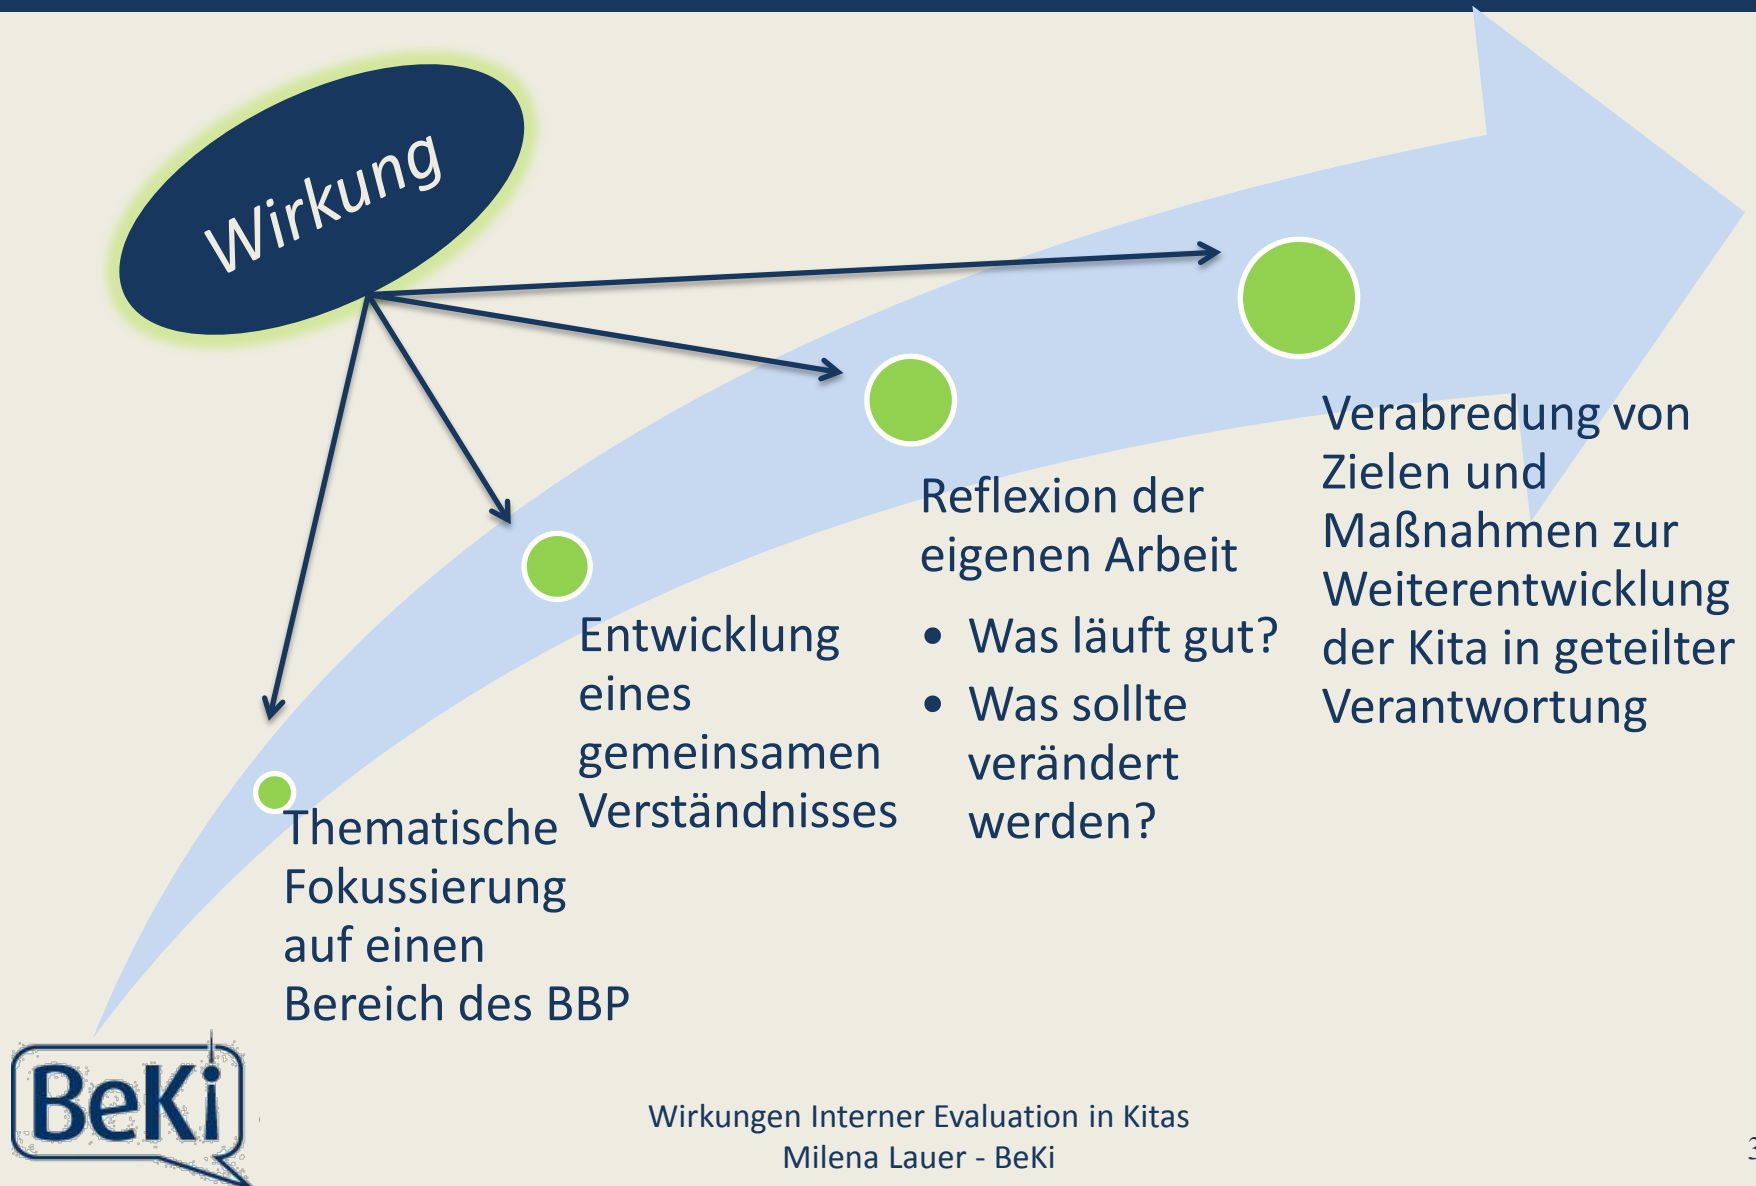 Wirkung
Thematische
Fokussierung
auf einen
Bereich des BBP
Entwicklung
eines
gemeinsamen
Verständnisses
Reflexion der
eigenen Arbeit
• Was läuft gut?
• Was sollte
verändert
werden?
Verabredung von
Zielen und
Maßnahmen zur
Weiterentwicklung
der Kita in geteilter
Verantwortung
BeKi
Wirkungen Interner Evaluation in Kitas
Milena Lauer - BeKi
3